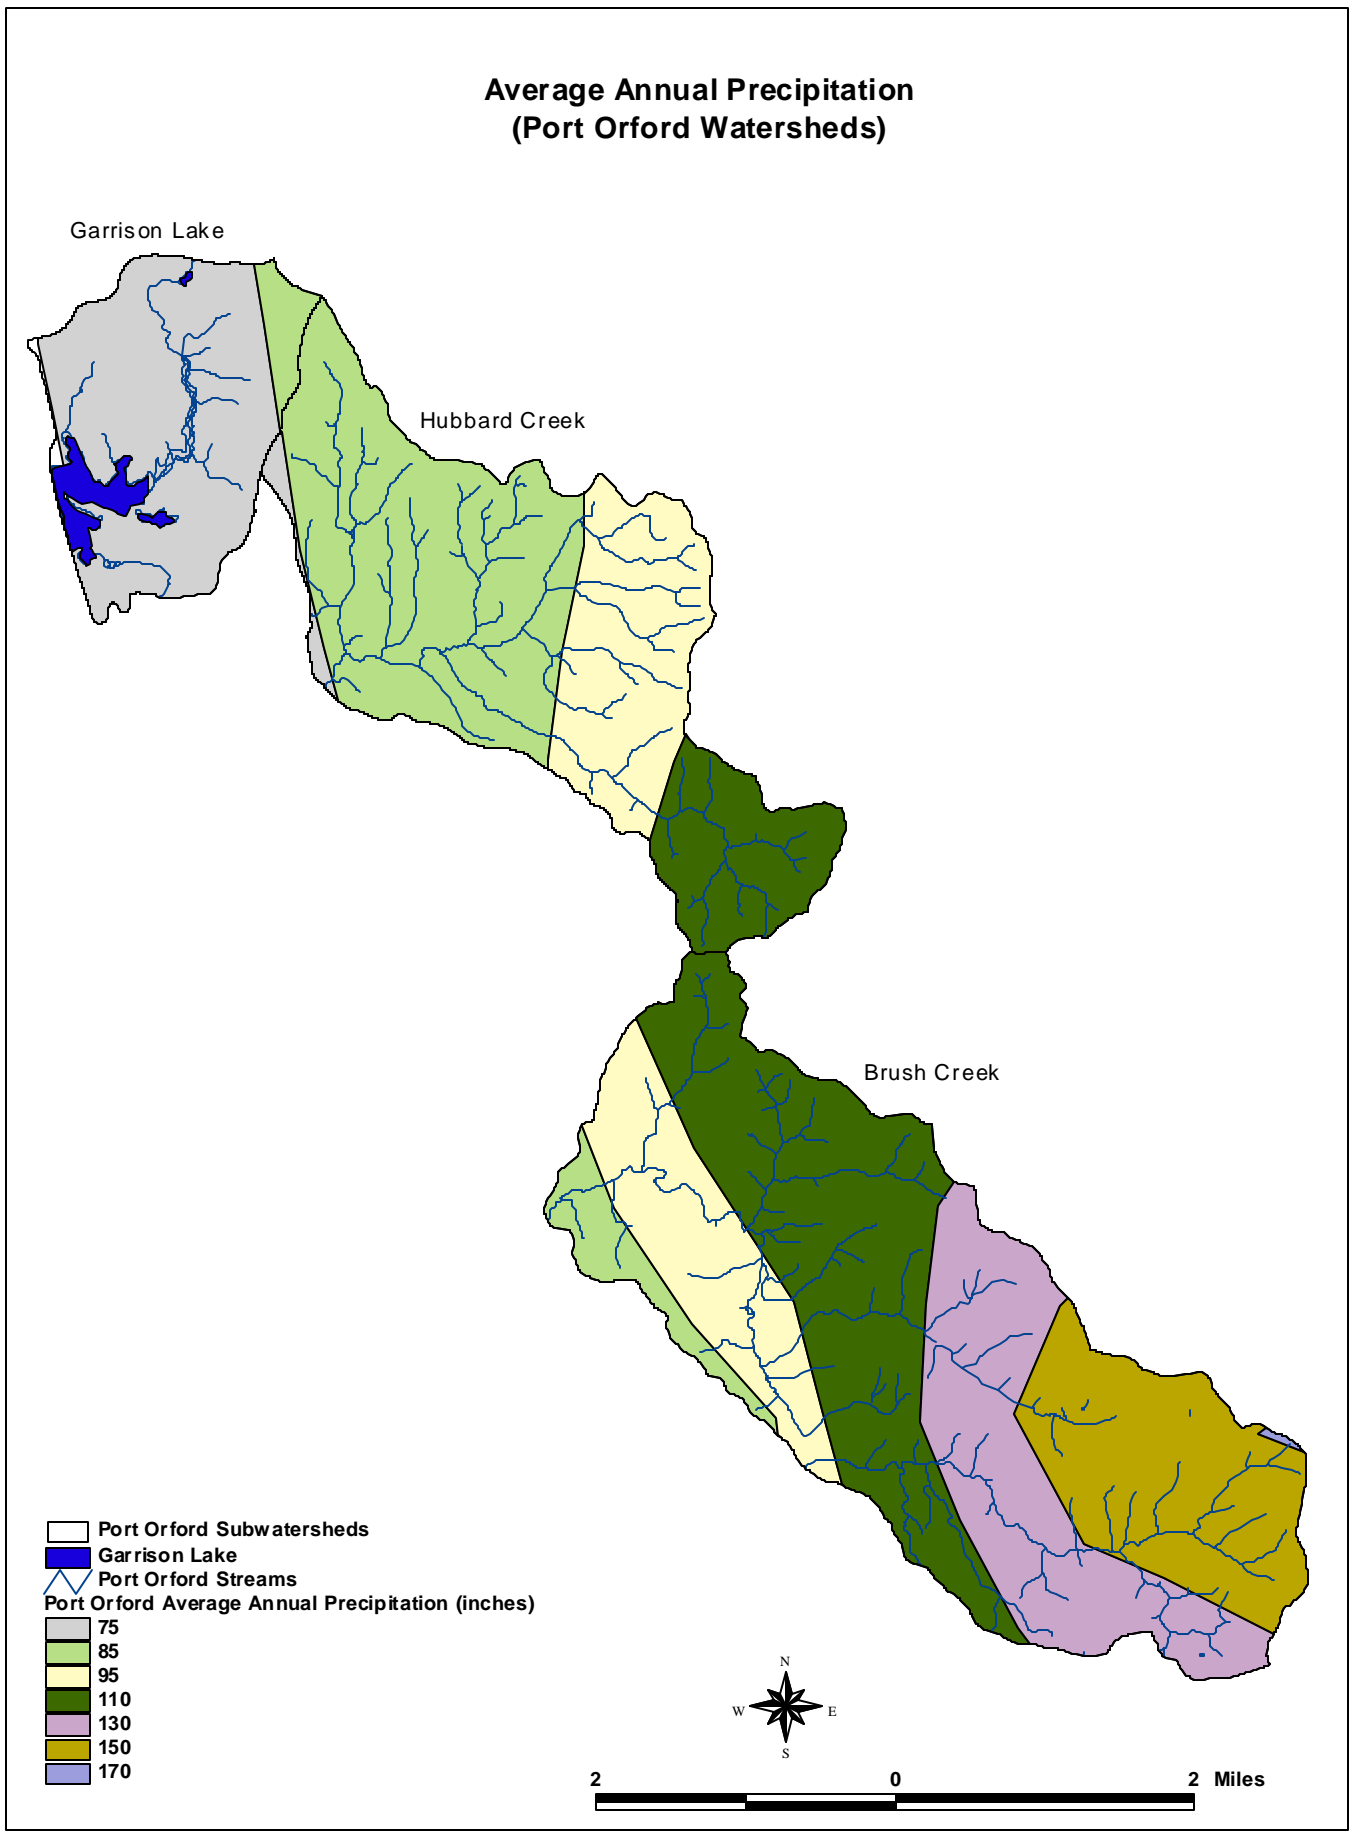 Average Annual Precipitation
(Port Orford Watersheds)
Garrison Lake
Hubbard Creek
Brush Creek
Port Orford Subwatersheds
Garrison Lake
Port Orford Streams
Port Orford Average Annual Precipitation (inches)
75
85
95
110
130
150
170
N
W E
S
2 0 2 Miles